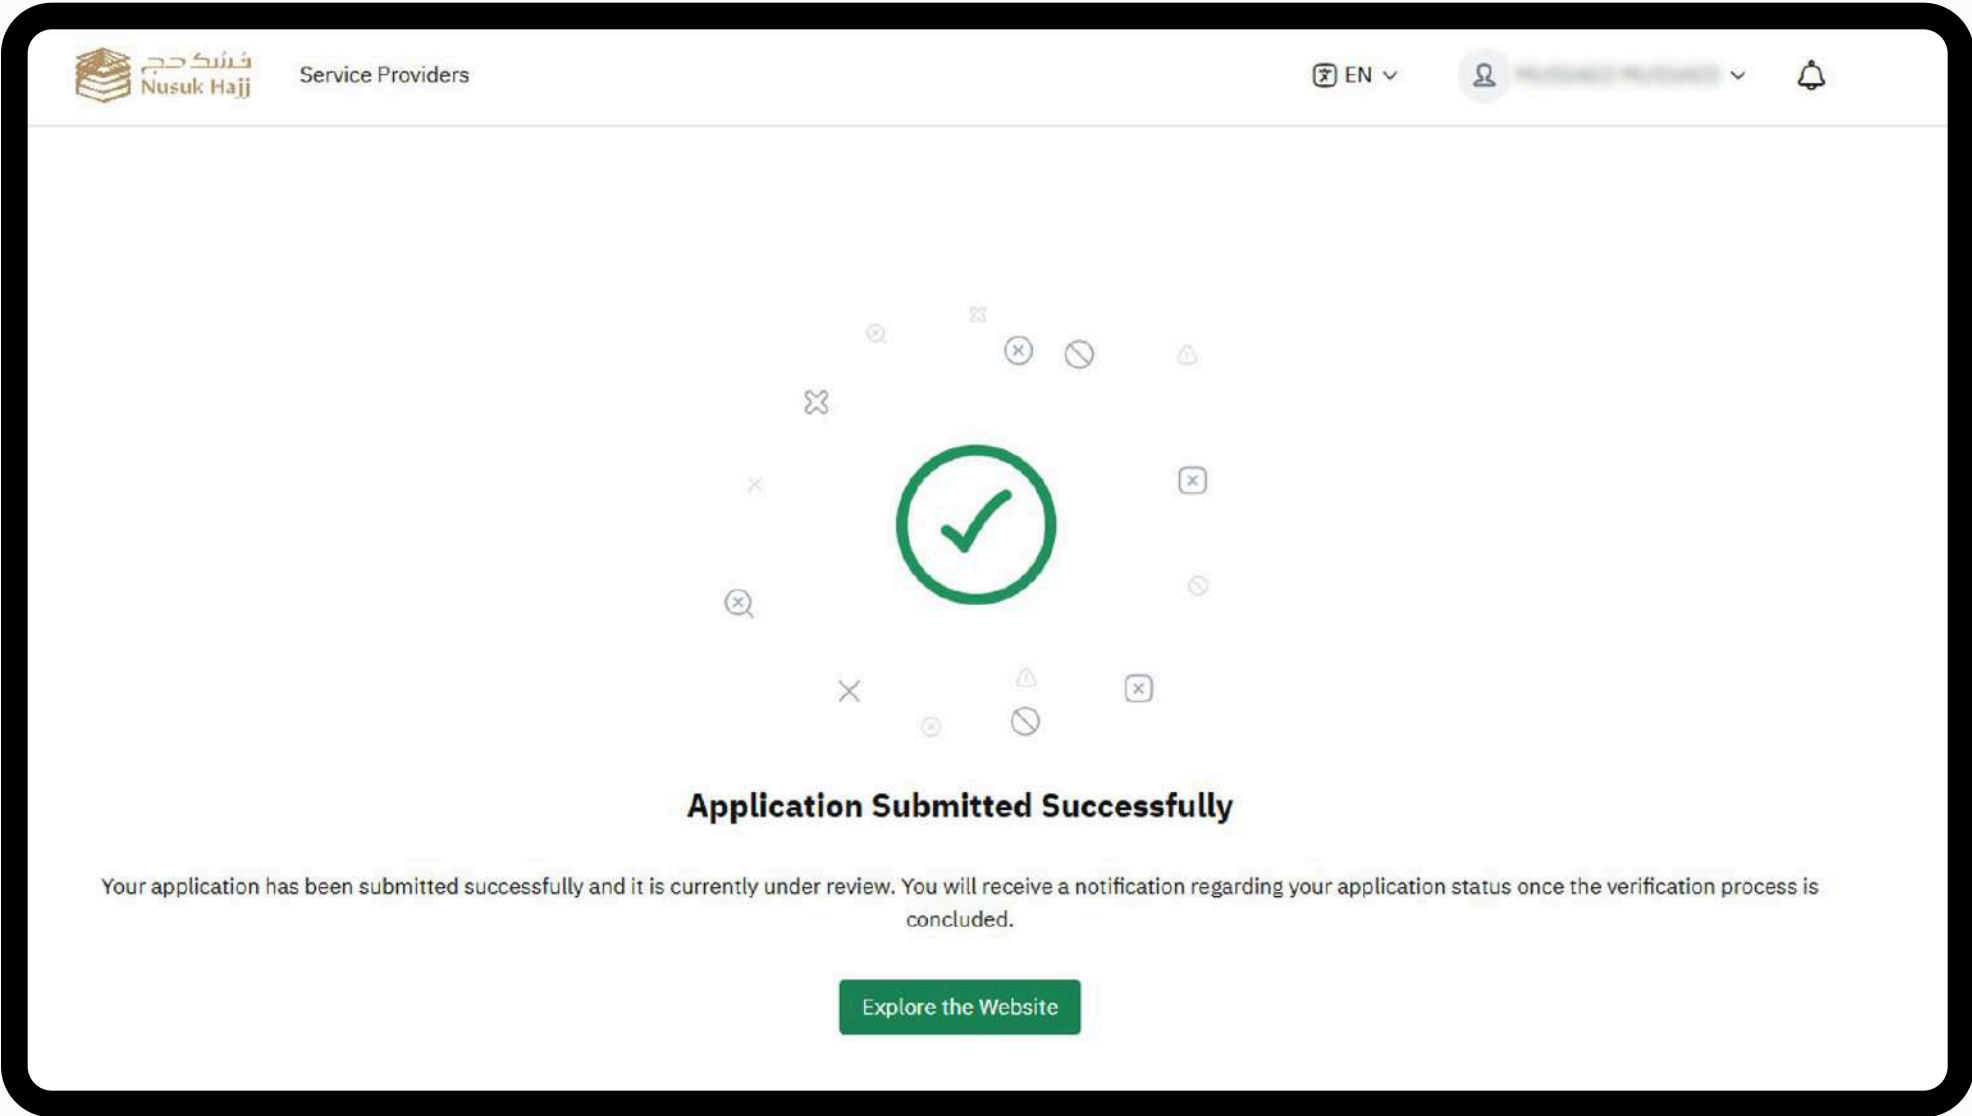 نسك حج
Nusuk Hajj
Service Providers
EN
Application Submitted Successfully
Your application has been submitted successfully and it is currently under review. You will receive a notification regarding your application status once the verification process is
concluded.
Explore the Website